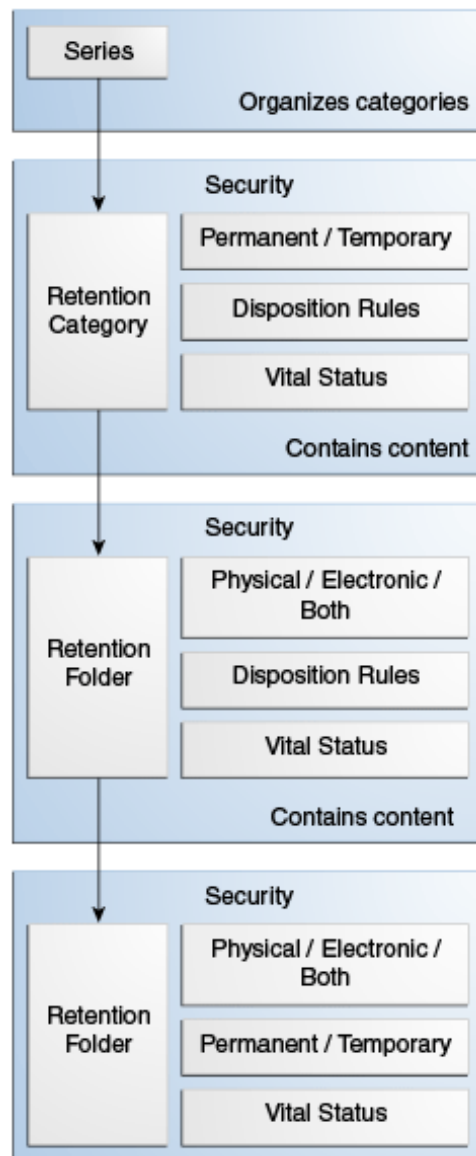 Series
Organizes categories
Security
Retention
Category
Permanent / Temporary
Disposition Rules
Vital Status
Contains content
Security
Retention
Folder
Physical / Electronic /
Both
Disposition Rules
Vital Status
Contains content
Security
Retention
Folder
Physical / Electronic /
Both
Permanent / Temporary
Vital Status